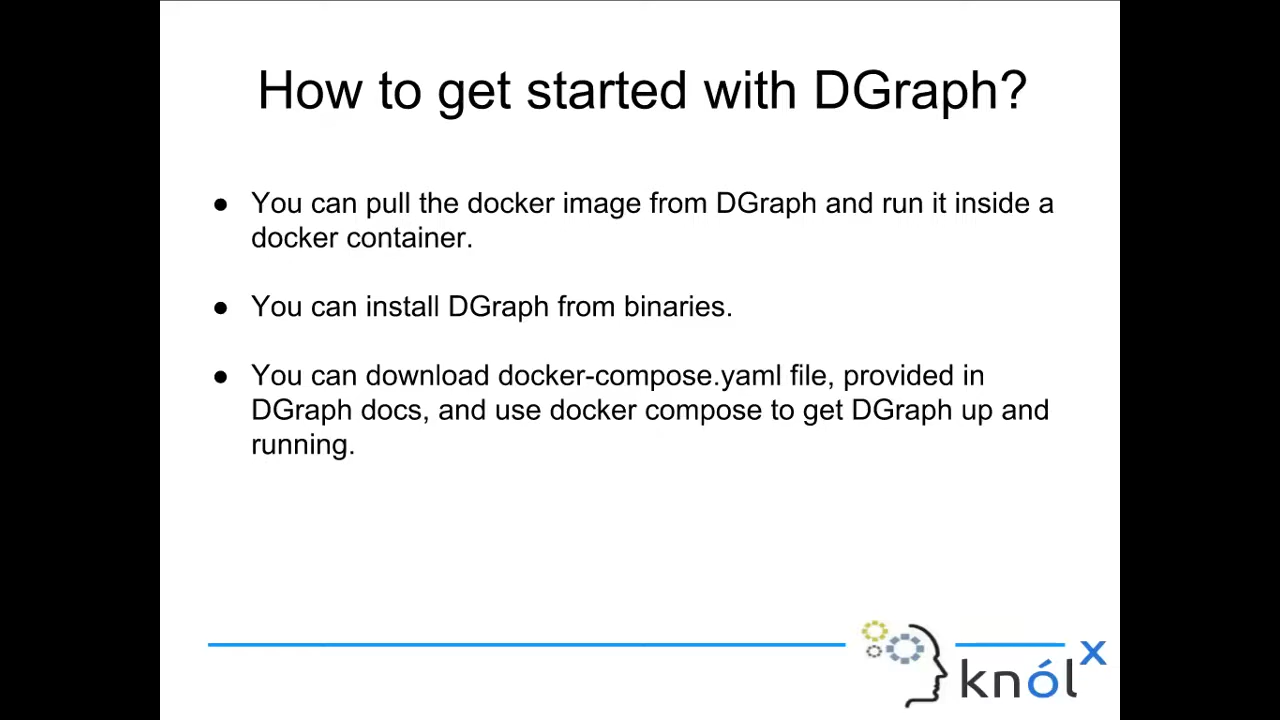 How to get started with DGraph?
● You can pull the docker image from DGraph and run it inside a
docker container.
● You can install DGraph from binaries.
● You can download docker-compose.yaml file, provided in
DGraph docs, and use docker compose to get DGraph up and
running.
knól x